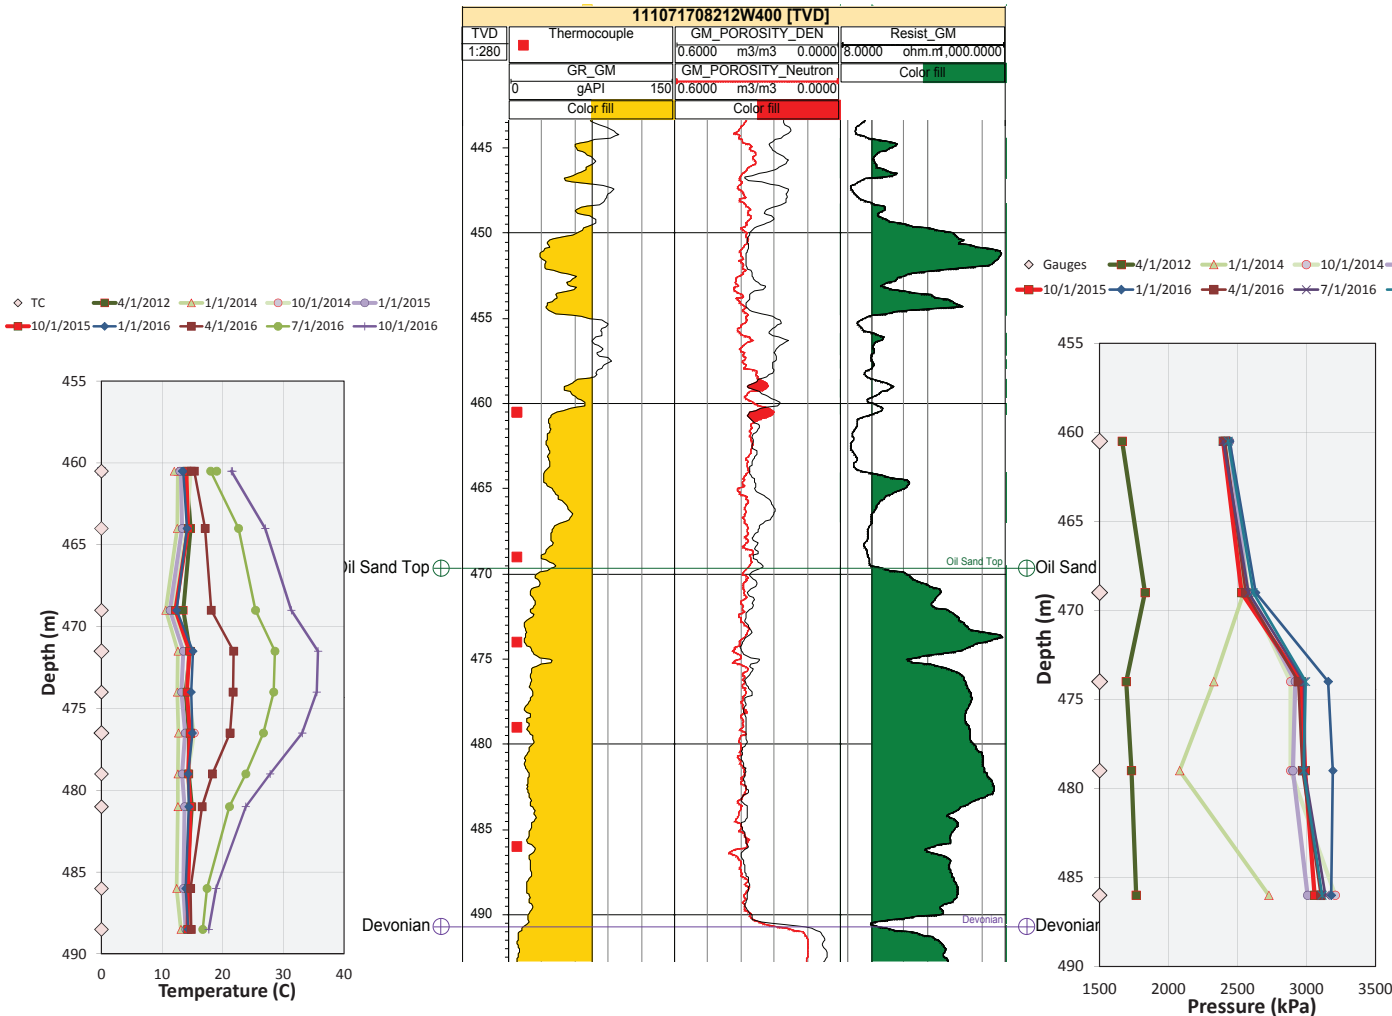 111071708212W400 [TVD]
TVD
1:280
Thermocouple
GM_POROSITY_DEN
0.6000 m3/m3 0.0000
Resist_GM
8.0000 ohm.m 1,000.0000
GR_GM
0 gAPI 150
GM_POROSITY_Neutron
0.6000 m3/m3 0.0000
Color fill
Color fill
Color fill
445
450
455
460
465
470
475
480
485
490
Oil Sand Top
Devonian
TC 4/1/2012 1/1/2014 10/1/2014 1/1/2015
10/1/2015 1/1/2016 4/1/2016 7/1/2016 10/1/2016
455
460
465
470
475
480
485
490
0 10 20 30 40
Depth (m)
Temperature (C)
Oil Sand Top
Devonian
Gauges 4/1/2012 1/1/2014 10/1/2014
10/1/2015 1/1/2016 4/1/2016 7/1/2016
455
460
465
470
475
480
485
490
1500 2000 2500 3000 3500
Depth (m)
Pressure (kPa)
Oil Sand
Devonian